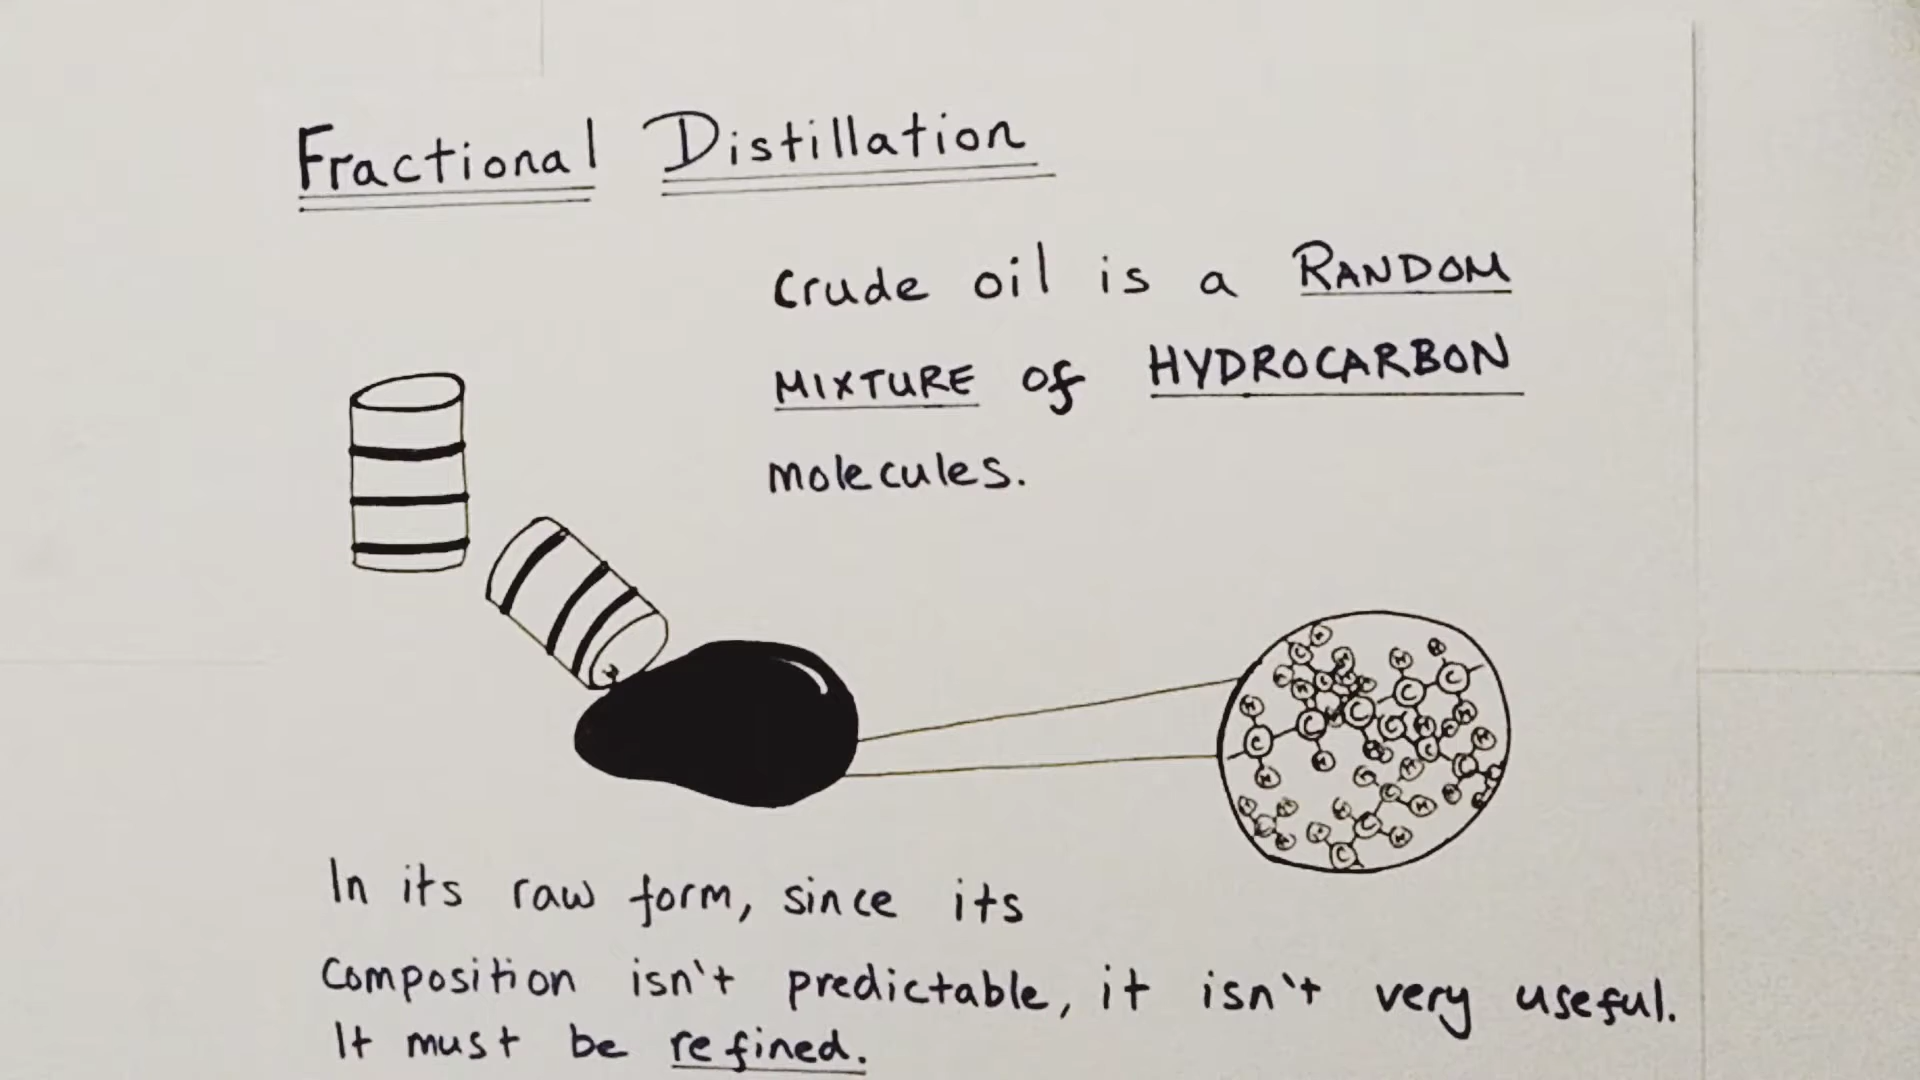 Fractional Distillation
Crude oil is a RANDOM
MIXTURE of HYDROCARBON
molecules.
In its raw form, since its
composition isn't predictable, it isn't very useful.
It must be refined.